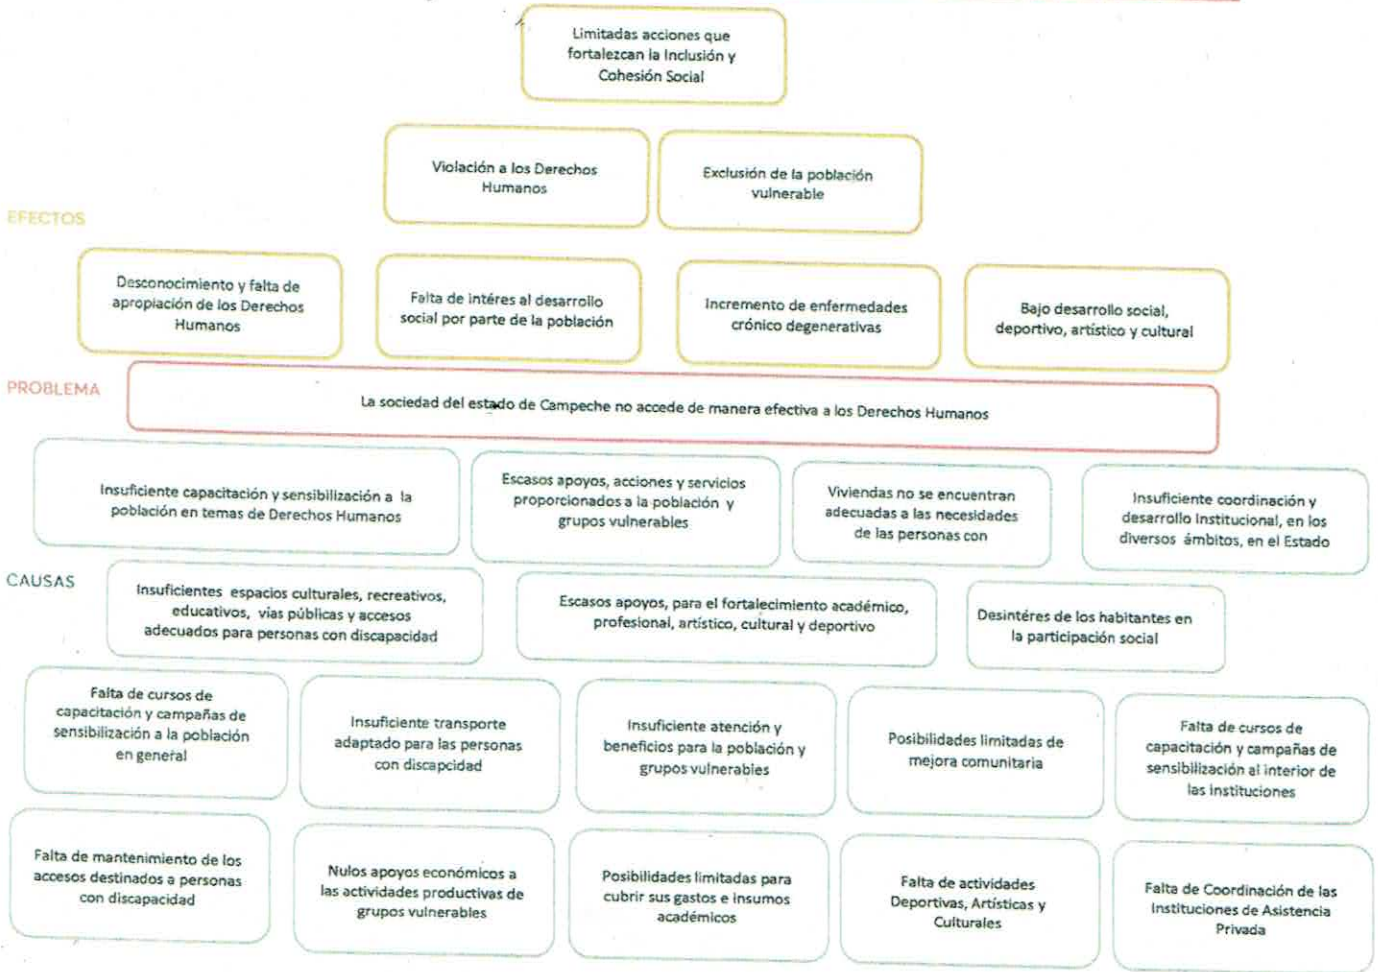 Limitadas acciones que
fortalezcan la Inclusión y
Cohesión Social
Violación a los Derechos
Humanos
Exclusión de la población
vulnerable
EFECTOS
Desconocimiento y falta de
apropiación de los Derechos
Humanos
Falta de intéres al desarrollo
social por parte de la población
Incremento de enfermedades
crónico degenerativas
Bajo desarrollo social,
deportivo, artístico y cultural
PROBLEMA
La sociedad del estado de Campeche no accede de manera efectiva a los Derechos Humanos
Insuficiente capacitación y sensibilización a la
población en temas de Derechos Humanos
Escasos apoyos, acciones y servicios
proporcionados a la población y
grupos vulnerables
Viviendas no se encuentran
adecuadas a las necesidades
de las personas con
Insuficiente coordinación y
desarrollo Institucional, en los
diversos ámbitos, en el Estado
CAUSAS
Insuficientes espacios culturales, recreativos,
educativos, vías públicas y accesos
adecuados para personas con discapacidad
Escasos apoyos, para el fortalecimiento académico,
profesional, artístico, cultural y deportivo
Desintéres de los habitantes en
la participación social
Falta de cursos de
capacitación y campañas de
sensibilización a la población
en general
Insuficiente transporte
adaptado para las personas
con discapcidad
Insuficiente atención y
beneficios para la población y
grupos vulnerables
Posibilidades limitadas de
mejora comunitaria
Falta de cursos de
capacitación y campañas de
sensibilización al interior de
las instituciones
Falta de mantenimiento de los
accesos destinados a personas
con discapacidad
Nulos apoyos económicos a
las actividades productivas de
grupos vulnerables
Posibilidades limitadas para
cubrir sus gastos e insumos
académicos
Falta de actividades
Deportivas, Artísticas y
Culturales
Falta de Coordinación de las
Instituciones de Asistencia
Privada